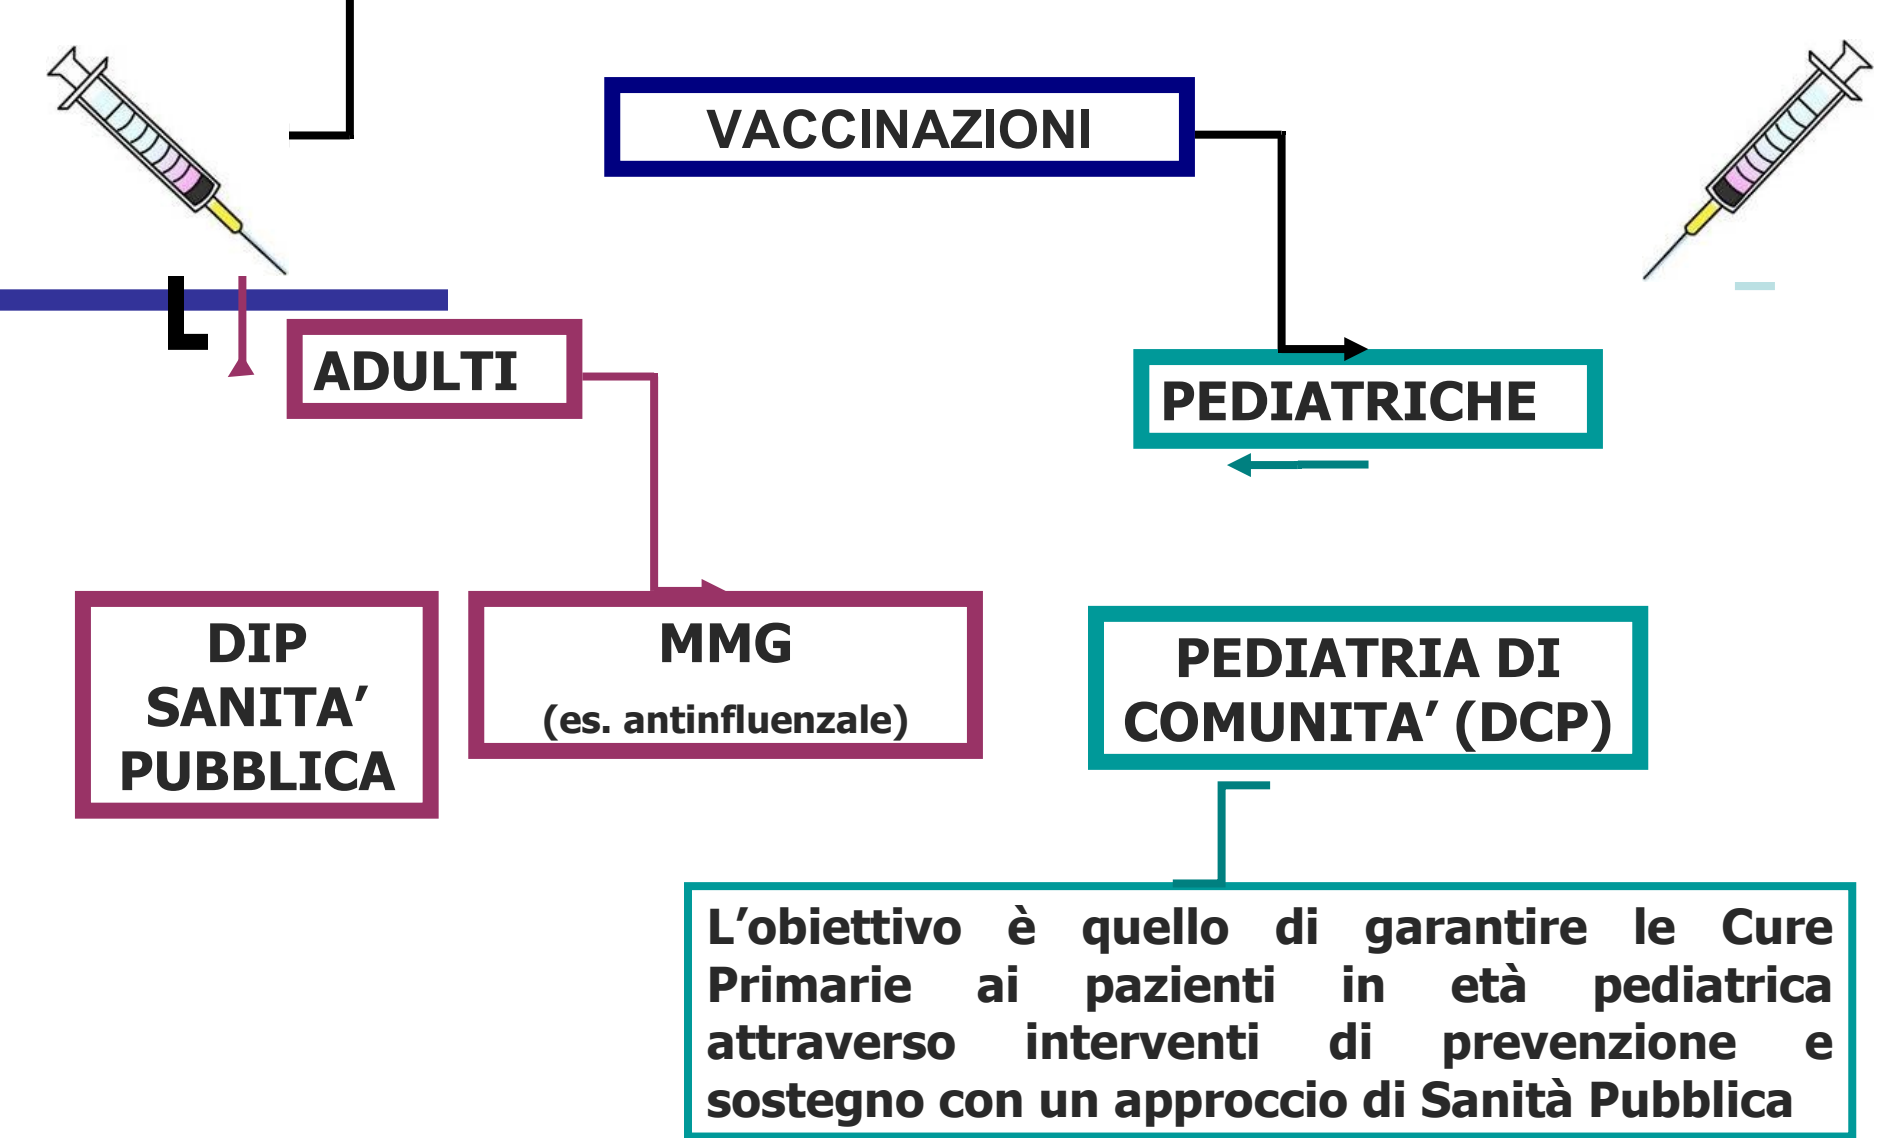 VACCINAZIONI
ADULTI
PEDIATRICHE
DIP
SANITA’
PUBBLICA
MMG
(es. antinfluenzale)
PEDIATRIA DI
COMUNITA’ (DCP)
L’obiettivo è quello di garantire le Cure
Primarie ai pazienti in età pediatrica
attraverso interventi di prevenzione e
sostegno con un approccio di Sanità Pubblica